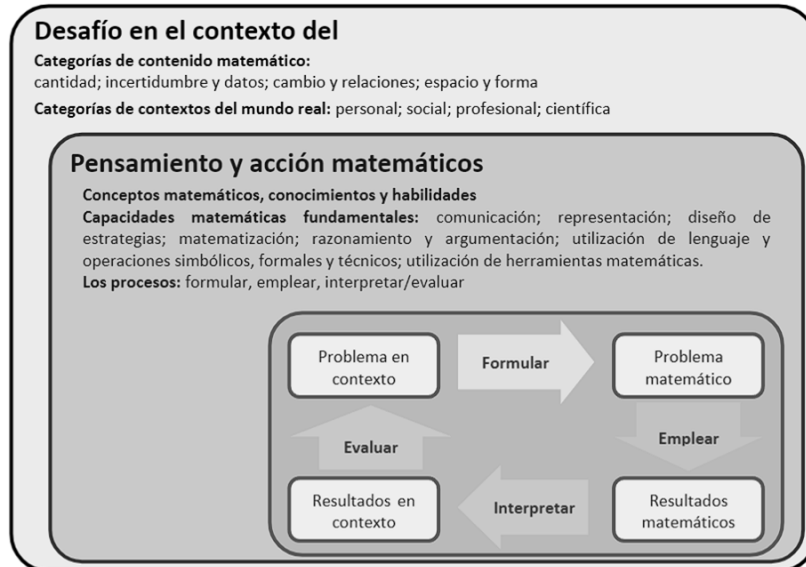 Desafío en el contexto del
Categorías de contenido matemático:
cantidad; incertidumbre y datos; cambio y relaciones; espacio y forma
Categorías de contextos del mundo real: personal; social; profesional; científica
Pensamiento y acción matemáticos
Conceptos matemáticos, conocimientos y habilidades
Capacidades matemáticas fundamentales: comunicación; representación; diseño de
estrategias; matematización; razonamiento y argumentación; utilización de lenguaje y
operaciones simbólicos, formales y técnicos; utilización de herramientas matemáticas.
Los procesos: formular, emplear, interpretar/evaluar
Problema en
contexto
Formular
Problema
matemático
Evaluar
Emplear
Resultados en
contexto
Interpretar
Resultados
matemáticos